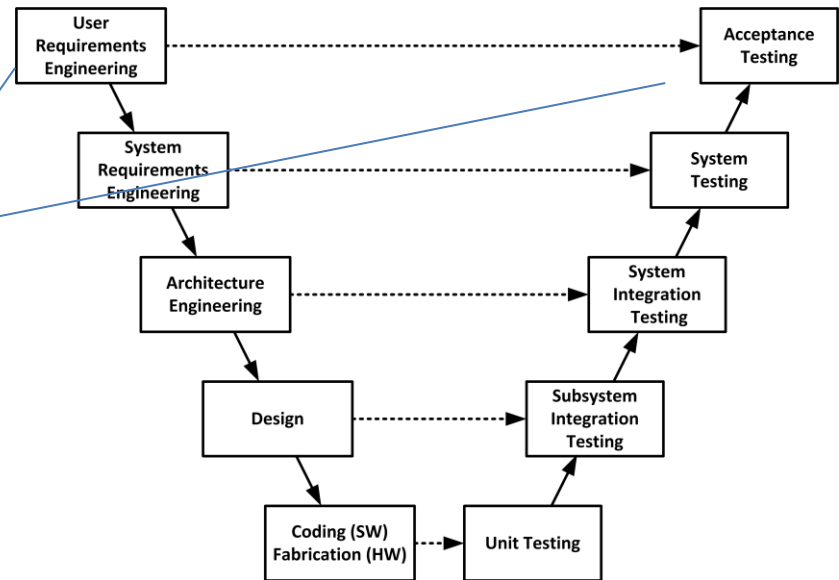 User
Requirements
Engineering
Acceptance
Testing
System
Requirements
Engineering
System
Testing
Architecture
Engineering
System
Integration
Testing
Design
Subsystem
Integration
Testing
Coding (SW)
Fabrication (HW)
Unit Testing